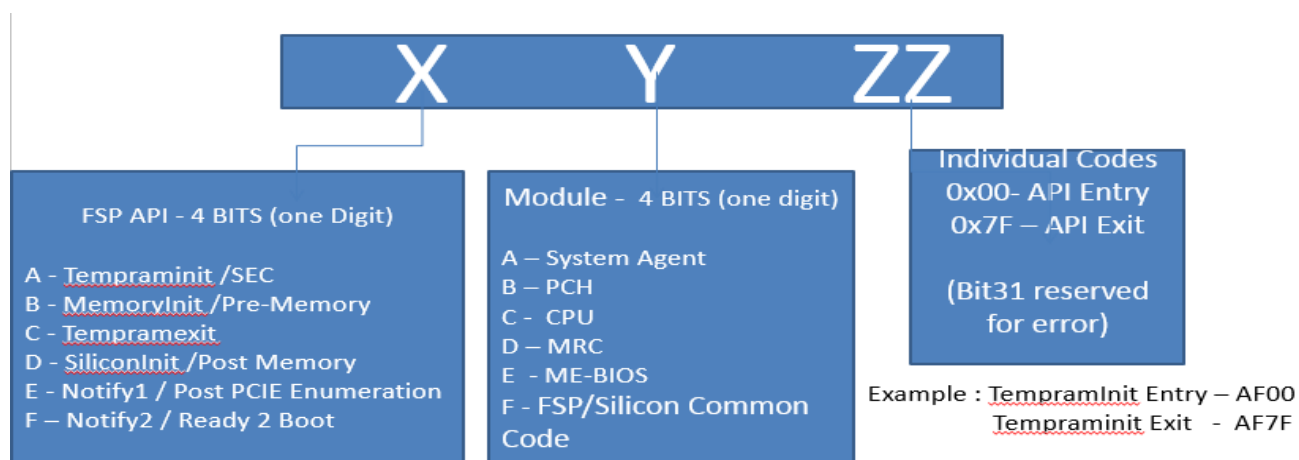 X Y ZZ
FSP API - 4 BITS (one Digit)
A - Tempraminit /SEC
B - MemoryInit /Pre-Memory
C - Tempramexit
D - SiliconInit /Post Memory
E - Notify1 / Post PCIE Enumeration
F – Notify2 / Ready 2 Boot
Module - 4 BITS (one digit)
A – System Agent
B – PCH
C - CPU
D – MRC
E - ME-BIOS
F - FSP/Silicon Common
Code
Individual Codes
0x00- API Entry
0x7F – API Exit
(Bit31 reserved
for error)
Example : TempramInit Entry – AF00
Tempraminit Exit - AF7F